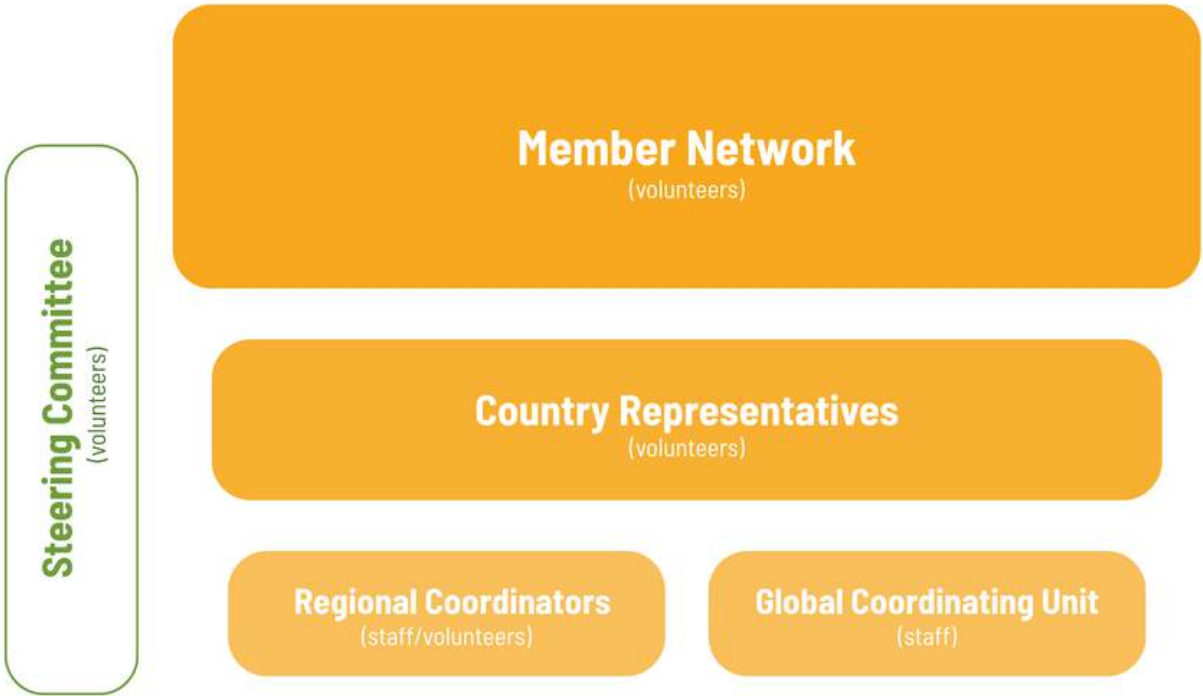 Steering Committee
(volunteers)
Member Network
(volunteers)
Country Representatives
(volunteers)
Regional Coordinators
(staff/volunteers)
Global Coordinating Unit
(staff)